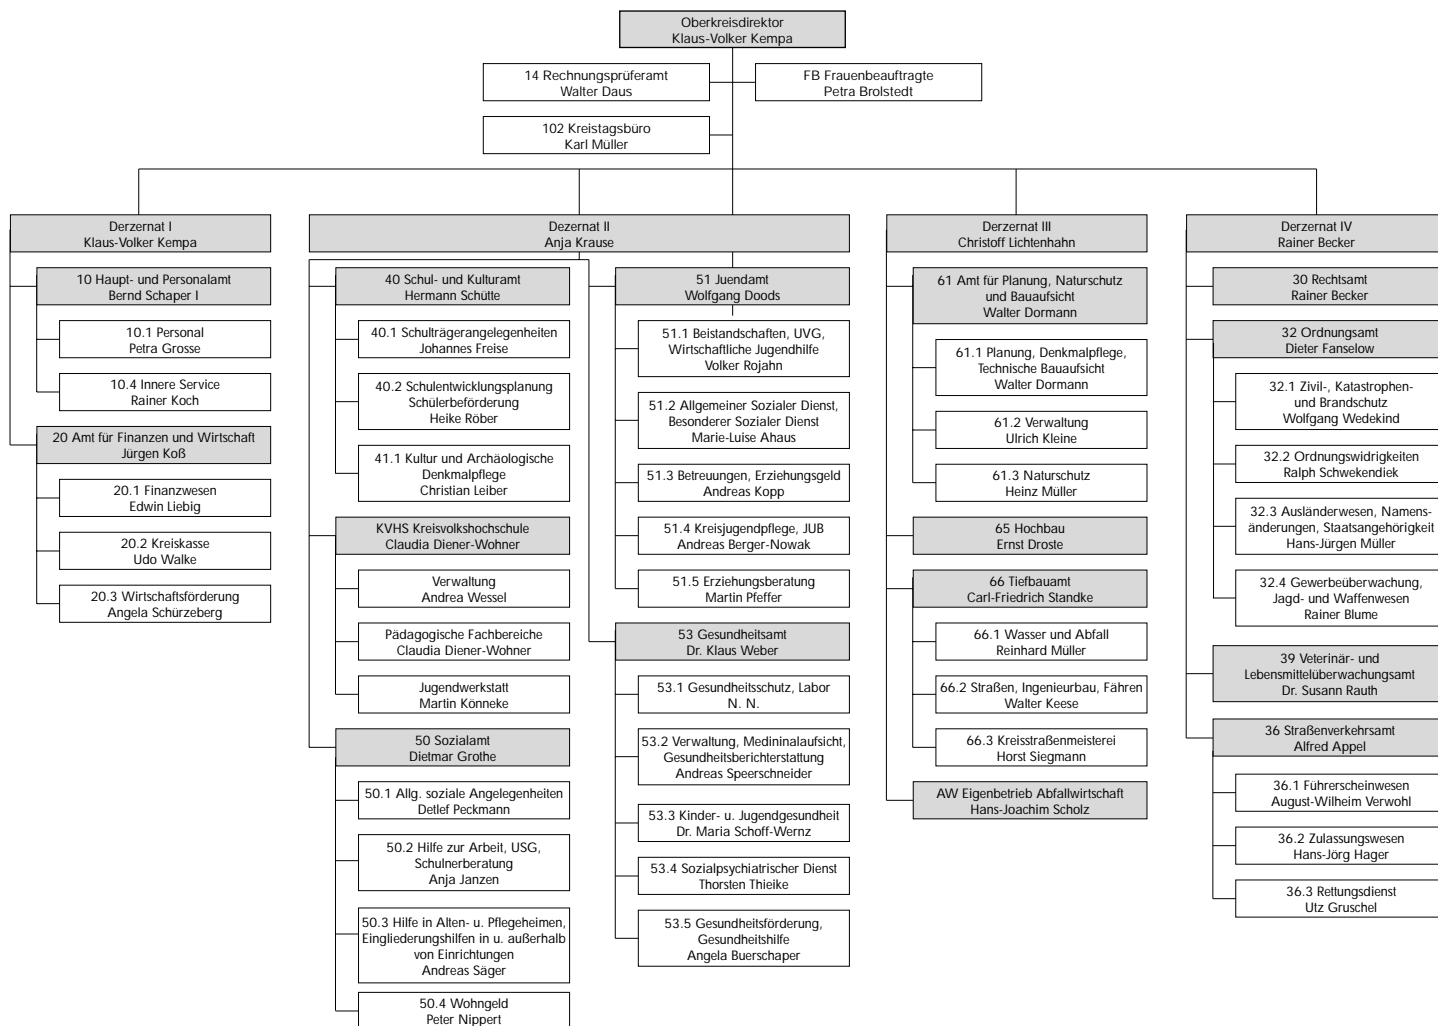 Oberkreisdirektor
Klaus-Volker Kempa
14 Rechnungsprüferamt
Walter Daus
FB Frauenbeauftragte
Petra Brolstedt
102 Kreistagsbüro
Karl Müller
Derzernat I
Klaus-Volker Kempa
10 Haupt- und Personalamt
Bernd Schaper I
10.1 Personal
Petra Grosse
10.4 Innere Service
Rainer Koch
20 Amt für Finanzen und Wirtschaft
Jürgen Koß
20.1 Finanzwesen
Edwin Liebig
20.2 Kreiskasse
Udo Walke
20.3 Wirtschaftsförderung
Angela Schürzeberg
Dezernat II
Anja Krause
40 Schul- und Kulturamt
Hermann Schütte
40.1 Schulträgerangelegenheiten
Johannes Freise
40.2 Schulentwicklungsplanung
Schülerbeförderung
Heike Röber
41.1 Kultur und Archäologische
Denkmalpflege
Christian Leiber
KVHS Kreisvolkshochschule
Claudia Diener-Wohner
Verwaltung
Andrea Wessel
Pädagogische Fachbereiche
Claudia Diener-Wohner
Jugendwerkstatt
Martin Könneke
50 Sozialamt
Dietmar Grothe
50.1 Allg. soziale Angelegenheiten
Detlef Peckmann
50.2 Hilfe zur Arbeit, USG,
Schulnerberatung
Anja Janzen
50.3 Hilfe in Alten- u. Pflegeheimen,
Eingliederungshilfen in u. außerhalb
von Einrichtungen
Andreas Säger
50.4 Wohngeld
Peter Nippert
51 Juendamt
Wolfgang Doods
51.1 Beistandschaften, UVG,
Wirtschaftliche Jugendhilfe
Volker Rojahn
51.2 Allgemeiner Sozialer Dienst,
Besonderer Sozialer Dienst
Marie-Luise Ahaus
51.3 Betreuungen, Erziehungsgeld
Andreas Kopp
51.4 Kreisjugendpflege, JUB
Andreas Berger-Nowak
51.5 Erziehungsberatung
Martin Pfeffer
53 Gesundheitsamt
Dr. Klaus Weber
53.1 Gesundheitsschutz, Labor
N. N.
53.2 Verwaltung, Medininalaufsicht,
Gesundheitsberichterstattung
Andreas Speerschneider
53.3 Kinder- u. Jugendgesundheit
Dr. Maria Schoff-Wernz
53.4 Sozialpsychiatrischer Dienst
Thorsten Thieike
53.5 Gesundheitsförderung,
Gesundheitshilfe
Angela Buerschaper
Derzernat III
Christoff Lichtenhahn
61 Amt für Planung, Naturschutz
und Bauaufsicht
Walter Dormann
61.1 Planung, Denkmalpflege,
Technische Bauaufsicht
Walter Dormann
61.2 Verwaltung
Ulrich Kleine
61.3 Naturschutz
Heinz Müller
65 Hochbau
Ernst Droste
66 Tiefbauamt
Carl-Friedrich Standke
66.1 Wasser und Abfall
Reinhard Müller
66.2 Straßen, Ingenieurbau, Fähren
Walter Keese
66.3 Kreisstraßenmeisterei
Horst Siegmann
AW Eigenbetrieb Abfallwirtschaft
Hans-Joachim Scholz
Derzernat IV
Rainer Becker
30 Rechtsamt
Rainer Becker
32 Ordnungsamt
Dieter Fanselow
32.1 Zivil-, Katastrophen-
und Brandschutz
Wolfgang Wedekind
32.2 Ordnungswidrigkeiten
Ralph Schwekendiek
32.3 Ausländerwesen, Namens-
änderungen, Staatsangehörigkeit
Hans-Jürgen Müller
32.4 Gewerbeüberwachung,
Jagd- und Waffenwesen
Rainer Blume
39 Veterinär- und
Lebensmittelüberwachungsamt
Dr. Susann Rauth
36 Straßenverkehrsamt
Alfred Appel
36.1 Führerscheinwesen
August-Wilheim Verwohl
36.2 Zulassungswesen
Hans-Jörg Hager
36.3 Rettungsdienst
Utz Gruschel